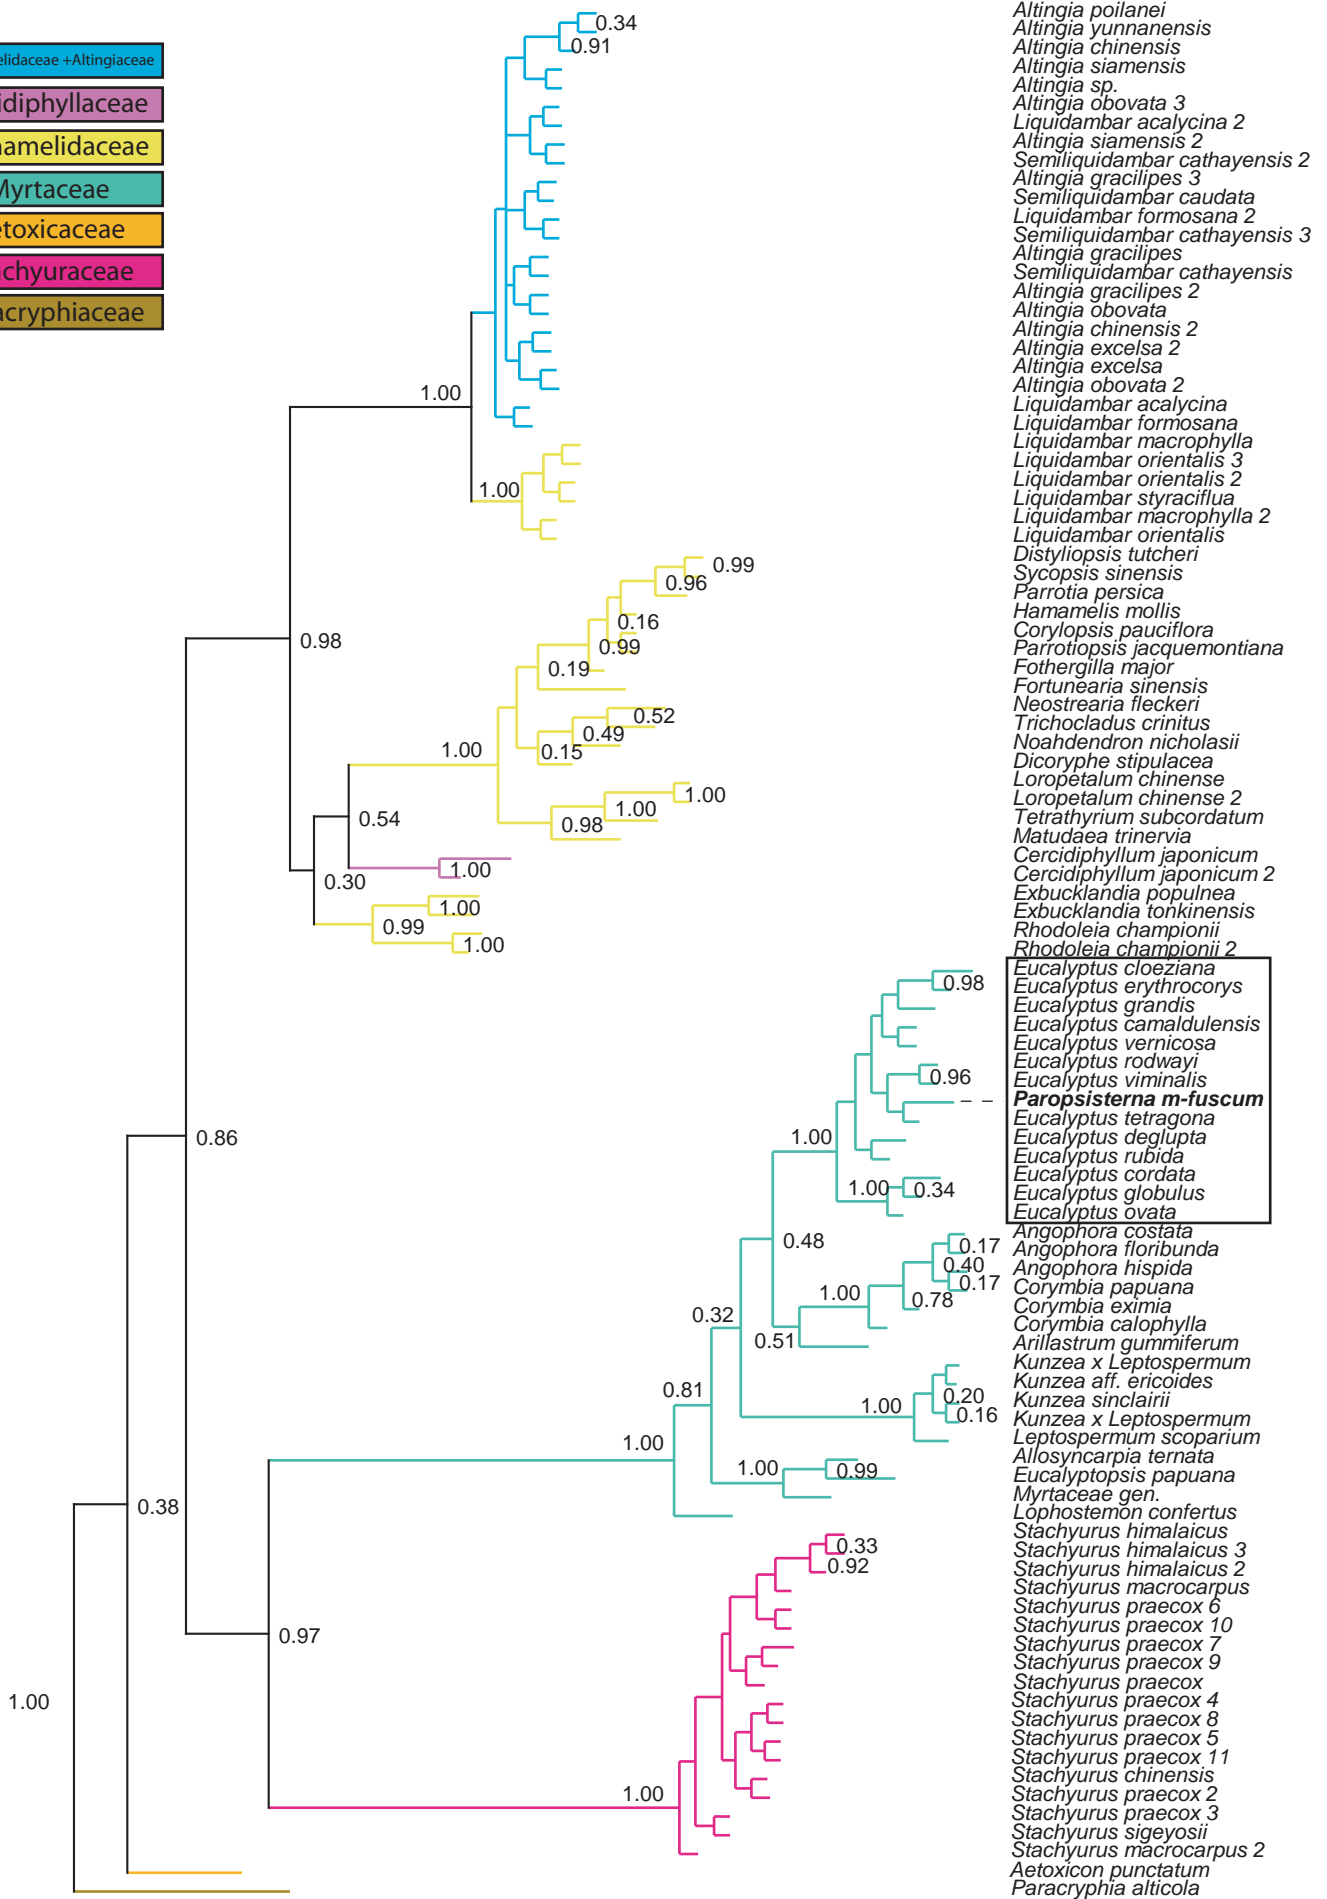 elidaceae +Altingiaceae
idiphyllaceae
amelidaceae
Myrtaceae
etoxicaceae
achyuraceae
acryphiaceae
Altingia poilanei
Altingia yunnanensis
Altingia chinensis
Altingia siamensis
Altingia sp.
Altingia obovata 3
Liquidambar acalycina 2
Altingia siamensis 2
Semiliquidambar cathayensis 2
Altingia gracilipes 3
Semiliquidambar caudata
Liquidambar formosana 2
Semiliquidambar cathayensis 3
Altingia gracilipes
Semiliquidambar cathayensis
Altingia gracilipes 2
Altingia obovata
Altingia chinensis 2
Altingia excelsa 2
Altingia excelsa
Altingia obovata 2
Liquidambar acalycina
Liquidambar formosana
Liquidambar macrophylla
Liquidambar orientalis 3
Liquidambar orientalis 2
Liquidambar styraciflua
Liquidambar macrophylla 2
Liquidambar orientalis
Distyliopsis tutcheri
Sycopsis sinensis
Parrotia persica
Hamamelis mollis
Corylopsis pauciflora
Parrotiopsis jacquemontiana
Fothergilla major
Fortunearia sinensis
Neostrearia fleckeri
Trichocladus crinitus
Noahdendron nicholasii
Dicoryphe stipulacea
Loropetalum chinense
Loropetalum chinense 2
Tetrathyrium subcordatum
Matudaea trinervia
Cercidiphyllum japonicum
Cercidiphyllum japonicum 2
Exbucklandia populnea
Exbucklandia tonkinensis
Rhodoleia championii
Rhodoleia championii 2
Eucalyptus cloeziana
Eucalyptus erythrocorys
Eucalyptus grandis
Eucalyptus camaldulensis
Eucalyptus vernicosa
Eucalyptus rodwayi
Eucalyptus viminalis
Paropsisterna m-fuscum
Eucalyptus tetragona
Eucalyptus deglupta
Eucalyptus rubida
Eucalyptus cordata
Eucalyptus globulus
Eucalyptus ovata
Angophora costata
Angophora floribunda
Angophora hispida
Corymbia papuana
Corymbia eximia
Corymbia calophylla
Arillastrum gummiferum
Kunzea x Leptospermum
Kunzea aff. ericoides
Kunzea sinclairii
Kunzea x Leptospermum
Leptospermum scoparium
Allosyncarpia ternata
Eucalyptopsis papuana
Myrtaceae gen.
Lophostemon confertus
Stachyurus himalaicus
Stachyurus himalaicus 3
Stachyurus himalaicus 2
Stachyurus macrocarpus
Stachyurus praecox 6
Stachyurus praecox 10
Stachyurus praecox 7
Stachyurus praecox 9
Stachyurus praecox
Stachyurus praecox 4
Stachyurus praecox 8
Stachyurus praecox 5
Stachyurus praecox 11
Stachyurus chinensis
Stachyurus praecox 2
Stachyurus praecox 3
Stachyurus sigeyosii
Stachyurus macrocarpus 2
Aetoxicon punctatum
Paracryphia alticola
0.34
0.91
1.00
1.00
0.99
0.96
0.16
0.99
0.98
0.19
0.52
0.49
0.15
1.00
1.00
1.00
0.98
0.54
1.00
0.30
1.00
0.99
1.00
0.98
0.96
0.86
1.00
1.00
0.34
0.48
0.17
0.40
0.17
1.00
0.78
0.32
0.51
0.81
0.20
1.00
0.16
1.00
1.00
0.99
0.38
0.33
0.92
0.97
1.00
1.00